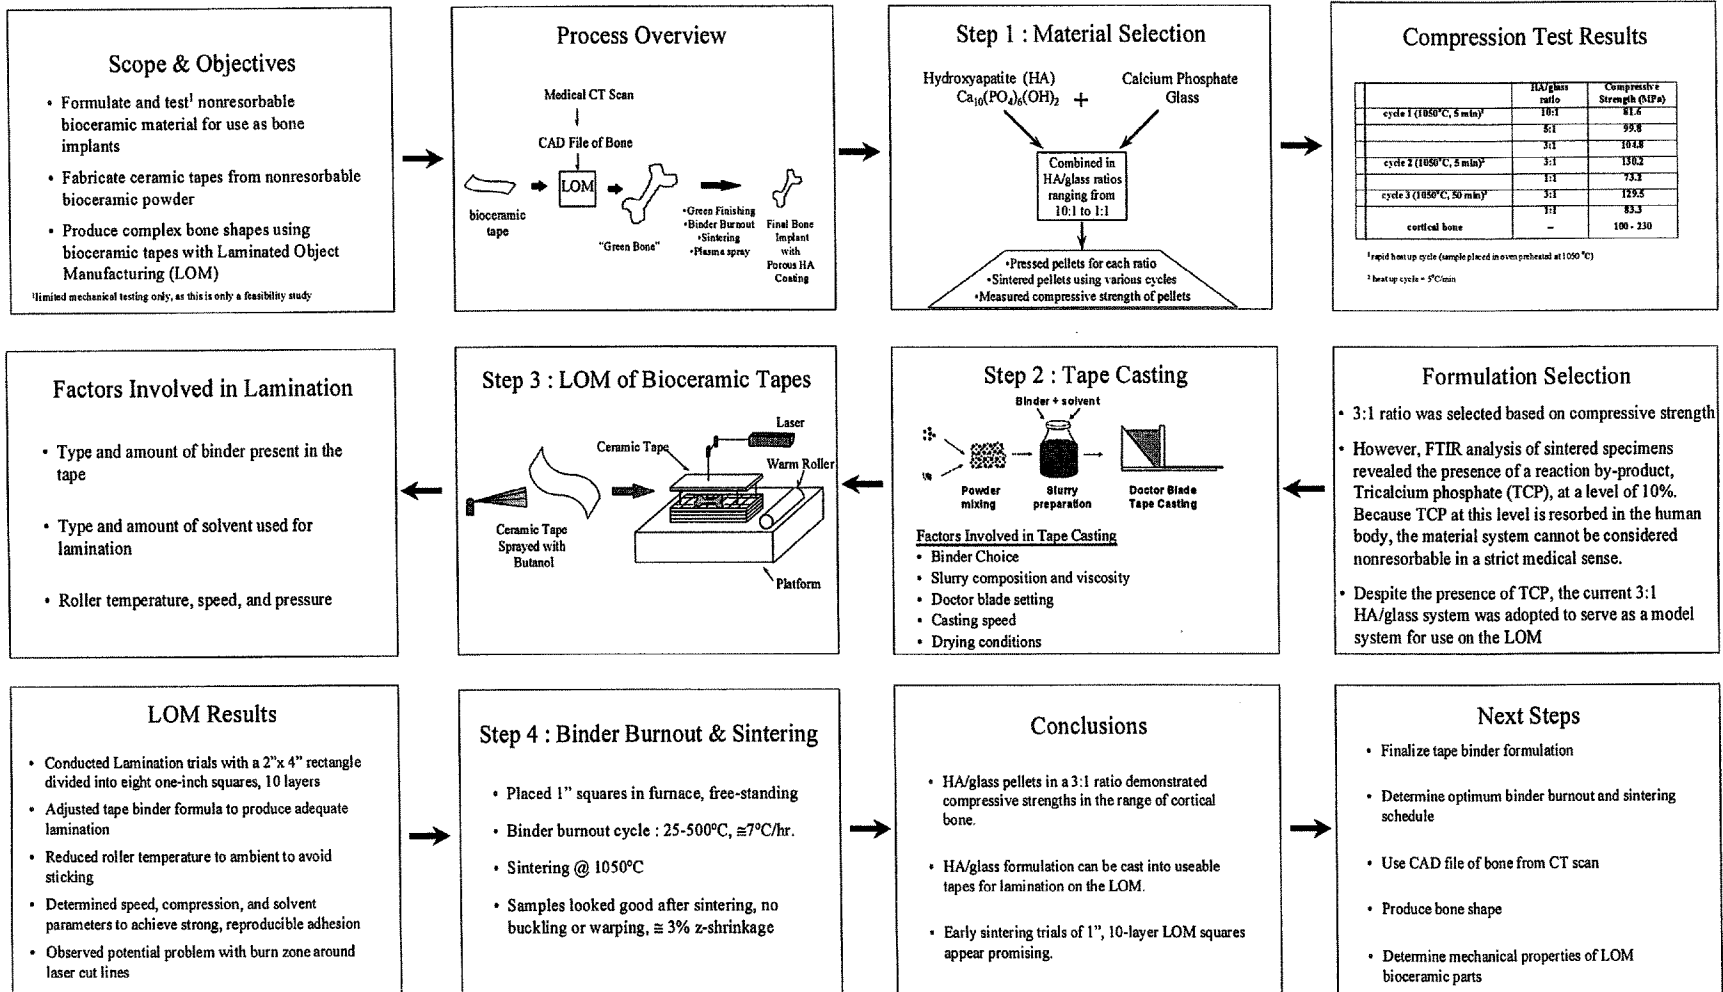 Scope & Objectives
• Formulate and test¹ nonresorbable
bioceramic material for use as bone
implants
• Fabricate ceramic tapes from nonresorbable
bioceramic powder
• Produce complex bone shapes using
bioceramic tapes with Laminated Object
Manufacturing (LOM)
¹limited mechanical testing only, as this is only a feasibility study
Process Overview
Medical CT Scan
CAD File of Bone
LOM
bioceramic
tape
"Green Bone"
•Green Finishing
•Binder Burnout
•Sintering
•Plasma spray
Final Bone
Implant
with
Porous HA
Coating
Step 1 : Material Selection
Hydroxyapatite (HA)
Ca₁₀(PO₄)₆(OH)₂
+
Calcium Phosphate
Glass
Combined in
HA/glass ratios
ranging from
10:1 to 1:1
•Pressed pellets for each ratio
•Sintered pellets using various cycles
•Measured compressive strength of pellets
Compression Test Results
HA/glass
ratio
Compressive
Strength (MPa)
cycle 1 (1050°C, 5 min)¹ 10:1 81.6
5:1 99.8
3:1 104.8
cycle 2 (1050°C, 5 min)² 3:1 130.2
1:1 73.2
cycle 3 (1050°C, 50 min)² 3:1 129.5
1:1 83.3
cortical bone – 100 - 230
¹ rapid heat up cycle (sample placed in oven preheated at 1050 °C)
² heat up cycle = 5°C/min
Factors Involved in Lamination
• Type and amount of binder present in the
tape
• Type and amount of solvent used for
lamination
• Roller temperature, speed, and pressure
Step 3 : LOM of Bioceramic Tapes
Laser
Ceramic Tape
Warm Roller
Ceramic Tape
Sprayed with
Butanol
Platform
Step 2 : Tape Casting
Binder + solvent
Powder
mixing
Slurry
preparation
Doctor Blade
Tape Casting
Factors Involved in Tape Casting
• Binder Choice
• Slurry composition and viscosity
• Doctor blade setting
• Casting speed
• Drying conditions
Formulation Selection
• 3:1 ratio was selected based on compressive strength
• However, FTIR analysis of sintered specimens
revealed the presence of a reaction by-product,
Tricalcium phosphate (TCP), at a level of 10%.
Because TCP at this level is resorbed in the human
body, the material system cannot be considered
nonresorbable in a strict medical sense.
• Despite the presence of TCP, the current 3:1
HA/glass system was adopted to serve as a model
system for use on the LOM
LOM Results
• Conducted Lamination trials with a 2"x 4" rectangle
divided into eight one-inch squares, 10 layers
• Adjusted tape binder formula to produce adequate
lamination
• Reduced roller temperature to ambient to avoid
sticking
• Determined speed, compression, and solvent
parameters to achieve strong, reproducible adhesion
• Observed potential problem with burn zone around
laser cut lines
Step 4 : Binder Burnout & Sintering
• Placed 1" squares in furnace, free-standing
• Binder burnout cycle : 25-500°C, ≅7°C/hr.
• Sintering @ 1050°C
• Samples looked good after sintering, no
buckling or warping, ≅ 3% z-shrinkage
Conclusions
• HA/glass pellets in a 3:1 ratio demonstrated
compressive strengths in the range of cortical
bone.
• HA/glass formulation can be cast into useable
tapes for lamination on the LOM.
• Early sintering trials of 1", 10-layer LOM squares
appear promising.
Next Steps
• Finalize tape binder formulation
• Determine optimum binder burnout and sintering
schedule
• Use CAD file of bone from CT scan
• Produce bone shape
• Determine mechanical properties of LOM
bioceramic parts